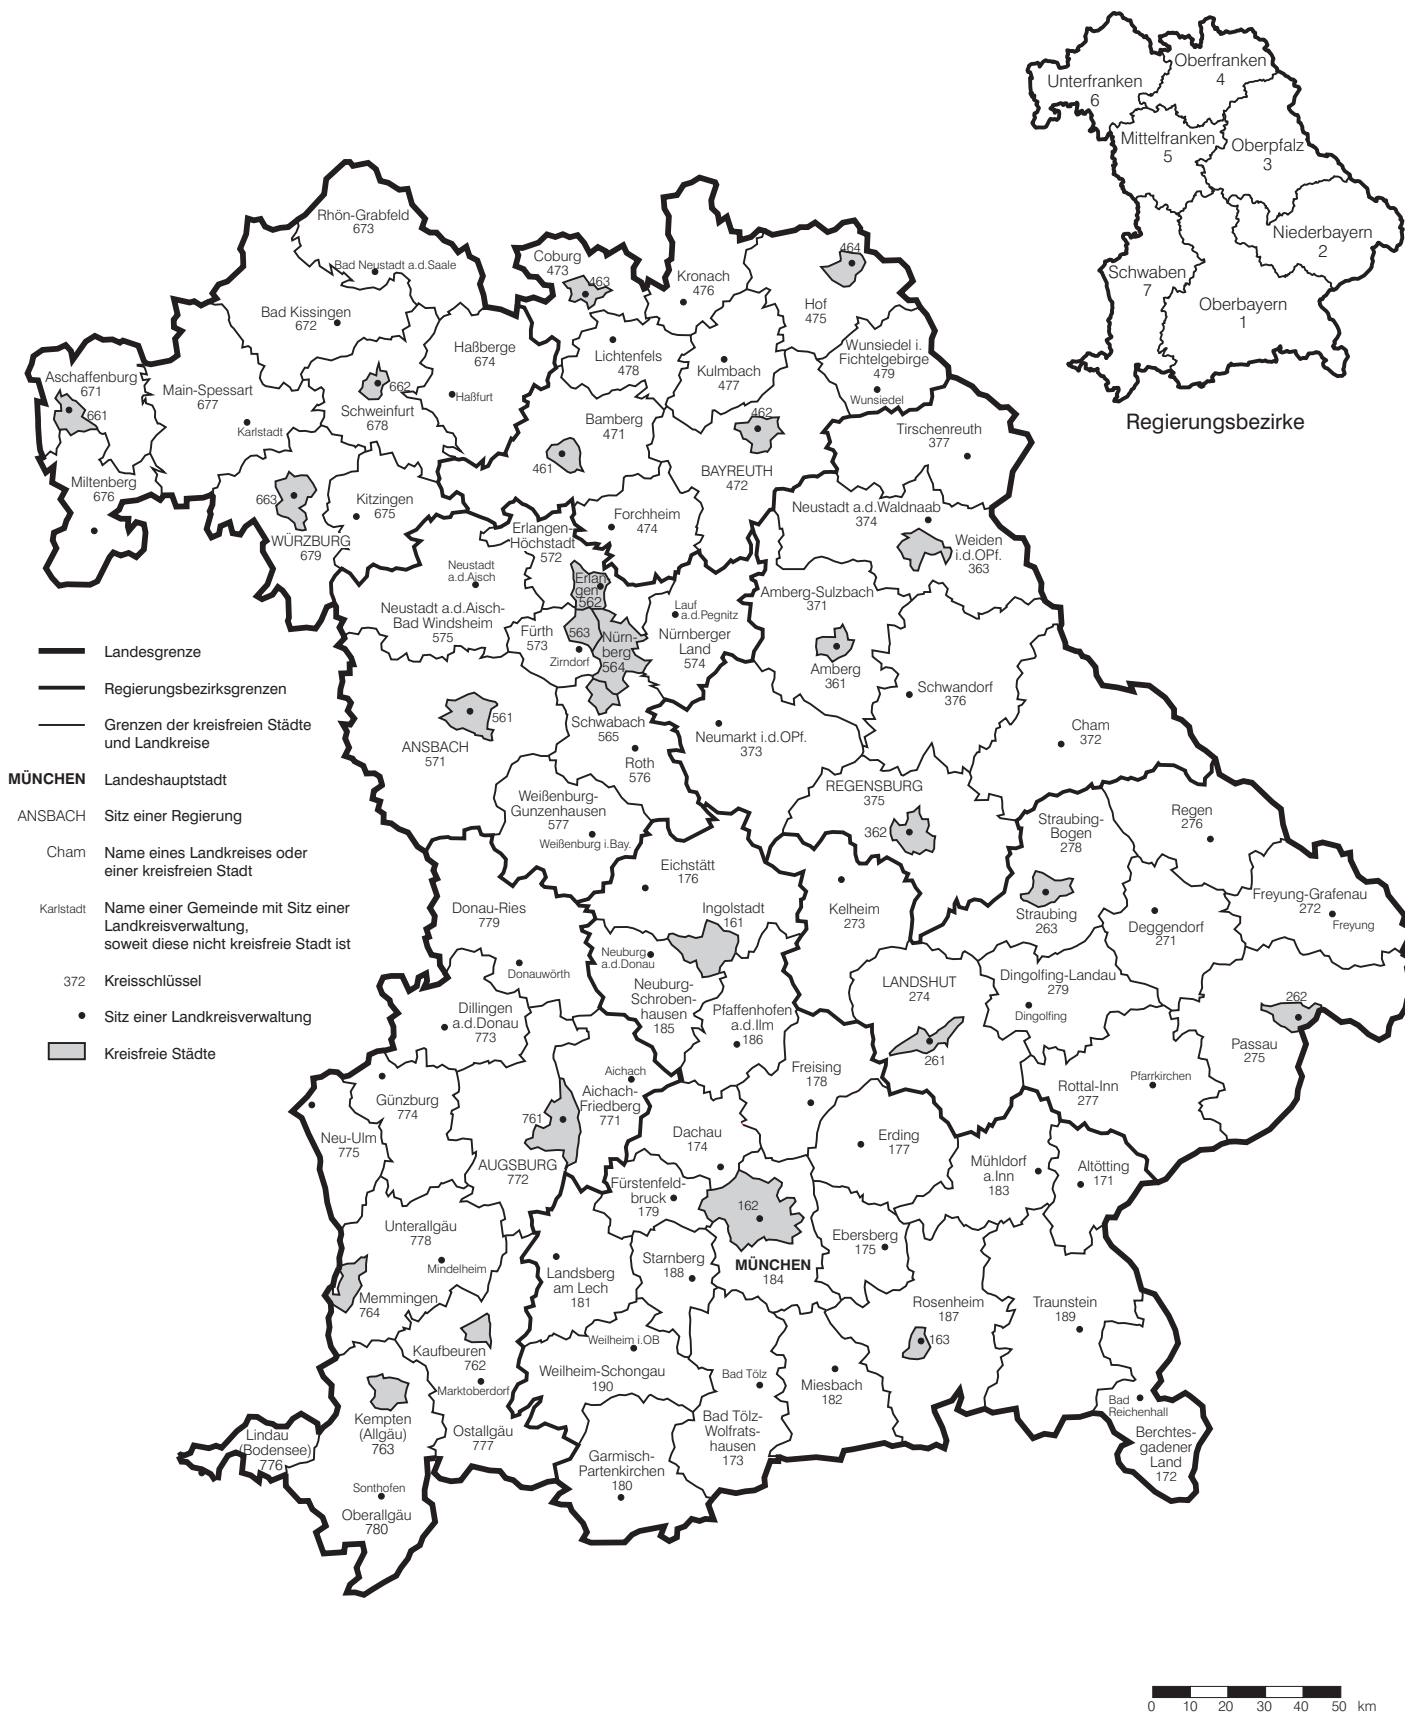 Unterfranken
6
Oberfranken
4
Mittelfranken
5
Oberpfalz
3
Niederbayern
2
Schwaben
7
Oberbayern
1
Regierungsbezirke
Rhön-Grabfeld
673
Bad Neustadt a.d.Saale
Bad Kissingen
672
Coburg
473
463
Kronach
476
464
Hof
475
Haßberge
674
Haßfurt
Lichtenfels
478
Kulmbach
477
Wunsiedel i.
Fichtelgebirge
479
Wunsiedel
Aschaffenburg
671
661
Main-Spessart
677
Karlstadt
662
Schweinfurt
678
Bamberg
471
461
462
BAYREUTH
472
Tirschenreuth
377
Miltenberg
676
663
WÜRZBURG
679
Kitzingen
675
Forchheim
474
Neustadt a.d.Waldnaab
374
Weiden
i.d.OPf.
363
Erlangen-
Höchstadt
572
Neustadt
a.d.Aisch
Neustadt a.d.Aisch-
Bad Windsheim
575
Erlan-
gen
562
Fürth
573
563
Zirndorf
Nürn-
berg
564
Lauf
a.d.Pegnitz
Nürnberger
Land
574
Amberg-Sulzbach
371
Amberg
361
Schwandorf
376
Cham
372
561
ANSBACH
571
Schwabach
565
Roth
576
Neumarkt i.d.OPf.
373
Weißenburg-
Gunzenhausen
577
Weißenburg i.Bay.
REGENSBURG
375
362
Landesgrenze
Regierungsbezirksgrenzen
Grenzen der kreisfreien Städte
und Landkreise
MÜNCHEN Landeshauptstadt
ANSBACH Sitz einer Regierung
Cham Name eines Landkreises oder
einer kreisfreien Stadt
Karlstadt Name einer Gemeinde mit Sitz einer
Landkreisverwaltung,
soweit diese nicht kreisfreie Stadt ist
372 Kreisschlüssel
Sitz einer Landkreisverwaltung
Kreisfreie Städte
Straubing-
Bogen
278
Straubing
263
Regen
276
Deggendorf
271
Freyung-Grafenau
272
Freyung
Eichstätt
176
Ingolstadt
161
Kelheim
273
Donau-Ries
779
Donauwörth
Neuburg
a.d.Donau
Neuburg-
Schroben-
hausen
185
Pfaffenhofen
a.d.Ilm
186
LANDSHUT
274
261
Dingolfing-Landau
279
Dingolfing
262
Passau
275
Rottal-Inn
277
Pfarrkirchen
Dillingen
a.d.Donau
773
Günzburg
774
Neu-Ulm
775
761
AUGSBURG
772
Aichach
Aichach-
Friedberg
771
Freising
178
Dachau
174
Erding
177
Mühldorf
a.Inn
183
Altötting
171
Fürstenfeld-
bruck
179
162
MÜNCHEN
184
Ebersberg
175
Unterallgäu
778
Mindelheim
Memmingen
764
Landsberg
am Lech
181
Starnberg
188
Rosenheim
187
163
Traunstein
189
Kaufbeuren
762
Marktoberdorf
Ostallgäu
777
Weilheim i.OB
Weilheim-Schongau
190
Bad Tölz
Bad Tölz-
Wolfrats-
hausen
173
Miesbach
182
Bad
Reichenhall
Berchtes-
gadener
Land
172
Kempten
(Allgäu)
763
Lindau
(Bodensee)
776
Sonthofen
Oberallgäu
780
Garmisch-
Partenkirchen
180
0 10 20 30 40 50 km